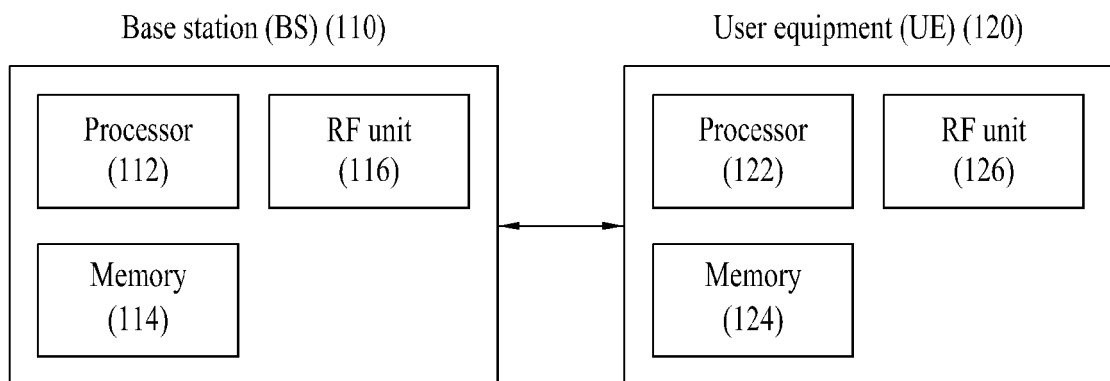 Base station (BS) (110)
Processor
(112)
RF unit
(116)
Memory
(114)
User equipment (UE) (120)
Processor
(122)
RF unit
(126)
Memory
(124)